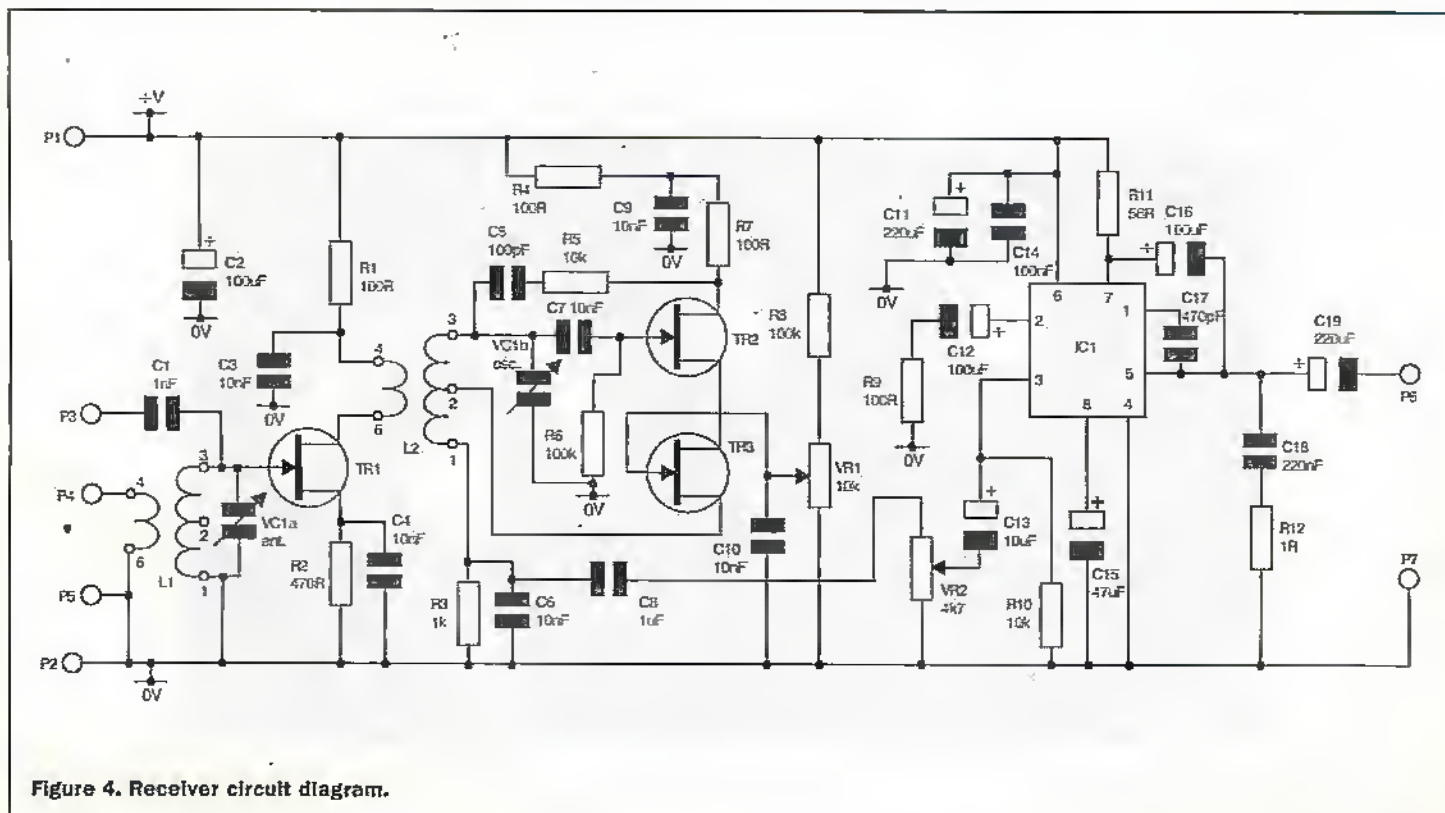 +V
P1
R4
100R
C9
10nF
R7
100R
0V
C2
100uF
0V
R1
100R
C5
100pF
R5
10k
C11
220uF
C14
100nF
0V
R11
56R
C16
100uF
C7 10nF
TR2
R8
100k
6
7
C17
470pF
3
VC1b
osc.
2
1
C12
100uF
IC1
1
2
3
5
8
4
C19
220uF
P6
C1
1nF
C3
10nF
0V
4
6
L2
R9
100R
0V
P3
TR1
R6
100k
0V
TR3
VR1
10k
C18
220nF
P4
4
6
3
2
1
L1
VC1a
ant.
C4
10nF
R2
470R
C10
10nF
C13
10uF
R12
1R
P5
R3
1k
C6
10nF
C8
1uF
VR2
4k7
R10
10k
C15
47uF
P7
P2
0V
Figure 4. Receiver circuit diagram.